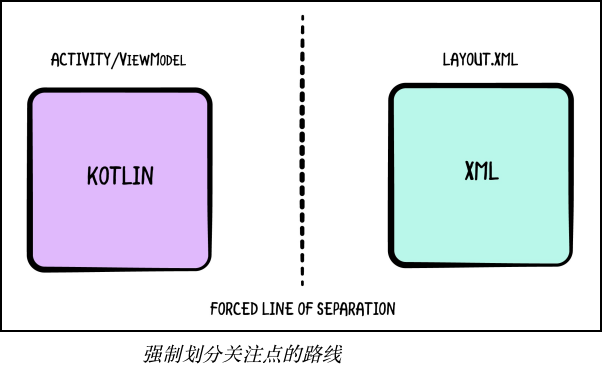 ACTIVITY/VIEWMODEL
LAYOUT.XML
KOTLIN
XML
FORCED LINE OF SEPARATION
强制划分关注点的路线